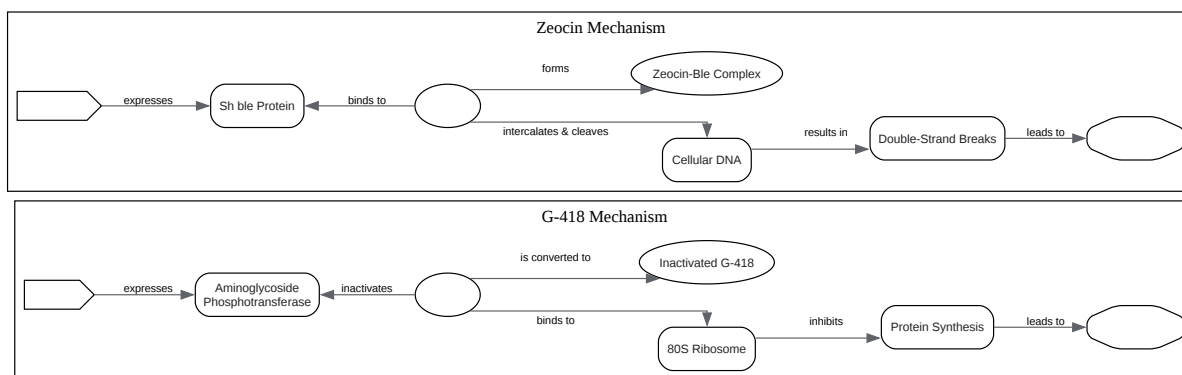 Zeocin Mechanism
forms
Zeocin-Ble Complex
expresses
Sh ble Protein
binds to
intercalates & cleaves
Cellular DNA
results in
Double-Strand Breaks
leads to
G-418 Mechanism
is converted to
Inactivated G-418
expresses
Aminoglycoside
Phosphotransferase
inactivates
binds to
80S Ribosome
inhibits
Protein Synthesis
leads to